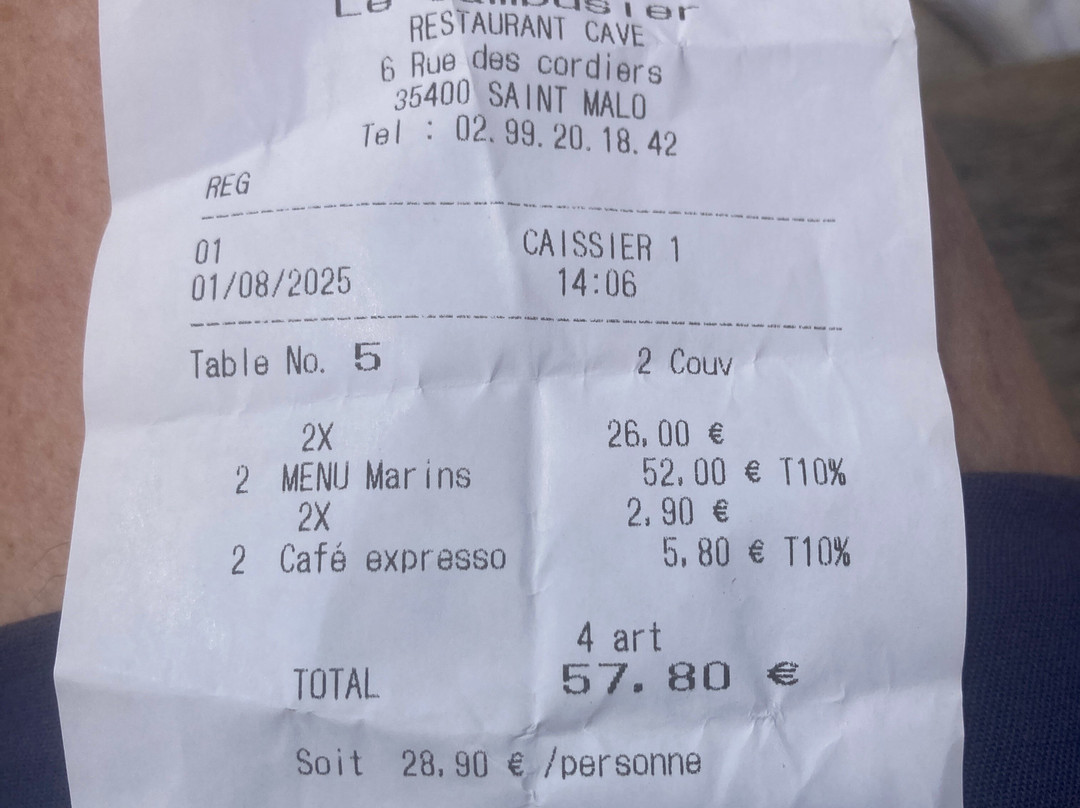 Le
RESTAURANT CAVE
6 Rue des cordiers
35400 SAINT MALO
Tel : 02.99.20.18.42
REG
01 CAISSIER 1
01/08/2025 14:06
Table No. 5 2 Couv
2X 26,00 €
2 MENU Marins 52,00 € T10%
2X 2,90 €
2 Café expresso 5,80 € T10%
4 art
TOTAL 57.80 €
Soit 28,90 € /personne